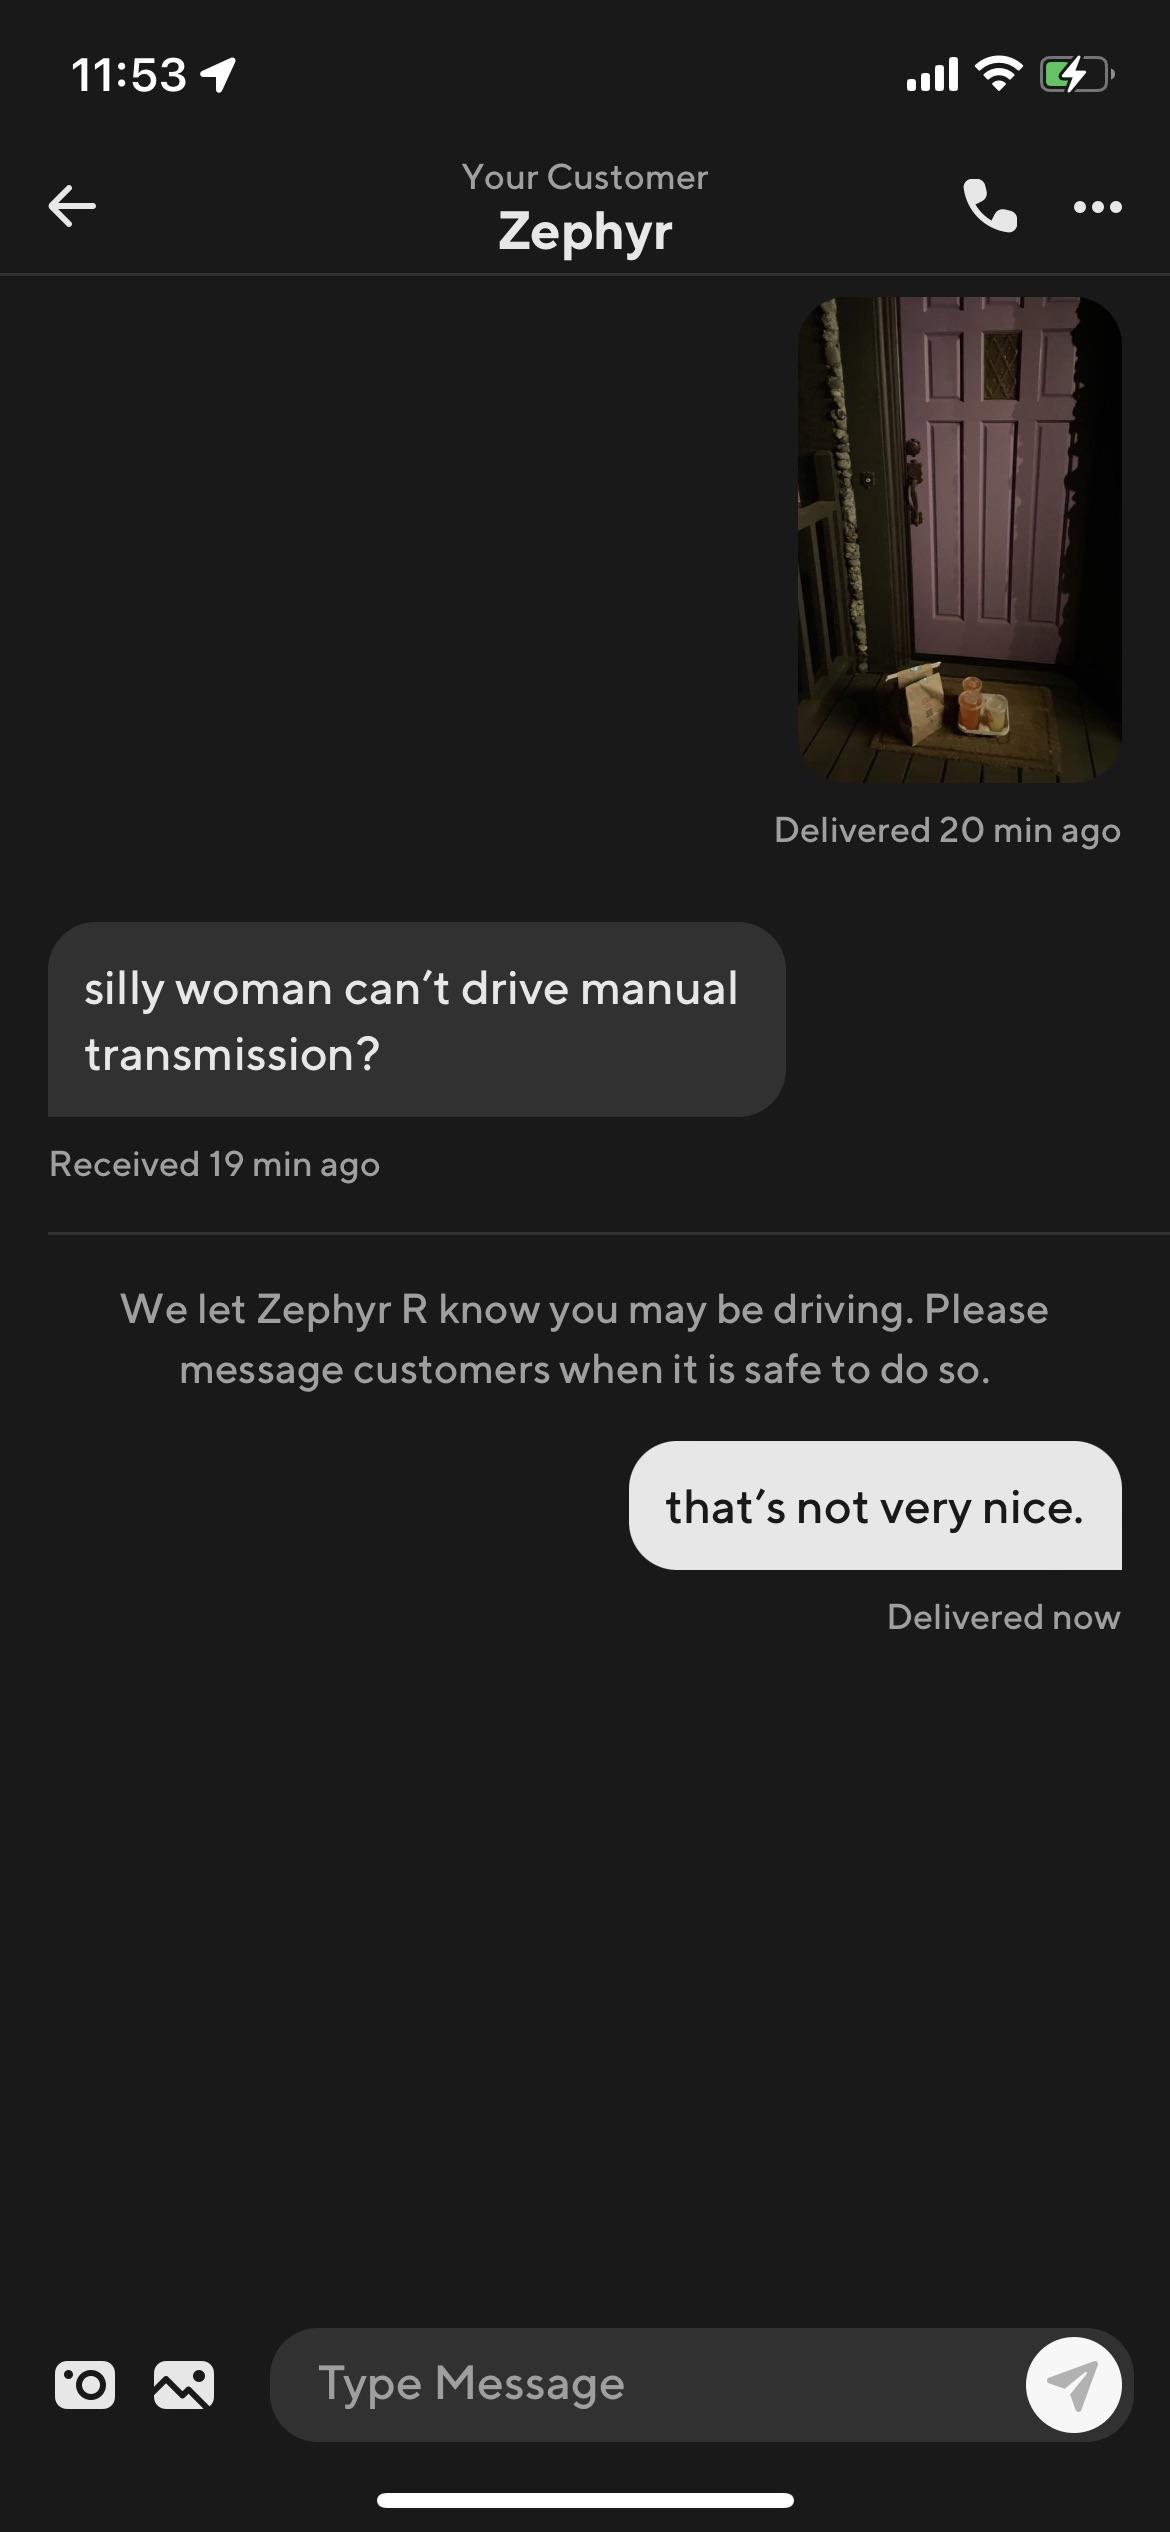 11:53
Your Customer
Zephyr
Delivered 20 min ago
silly woman can’t drive manual
transmission?
Received 19 min ago
We let Zephyr R know you may be driving. Please
message customers when it is safe to do so.
that’s not very nice.
Delivered now
Type Message